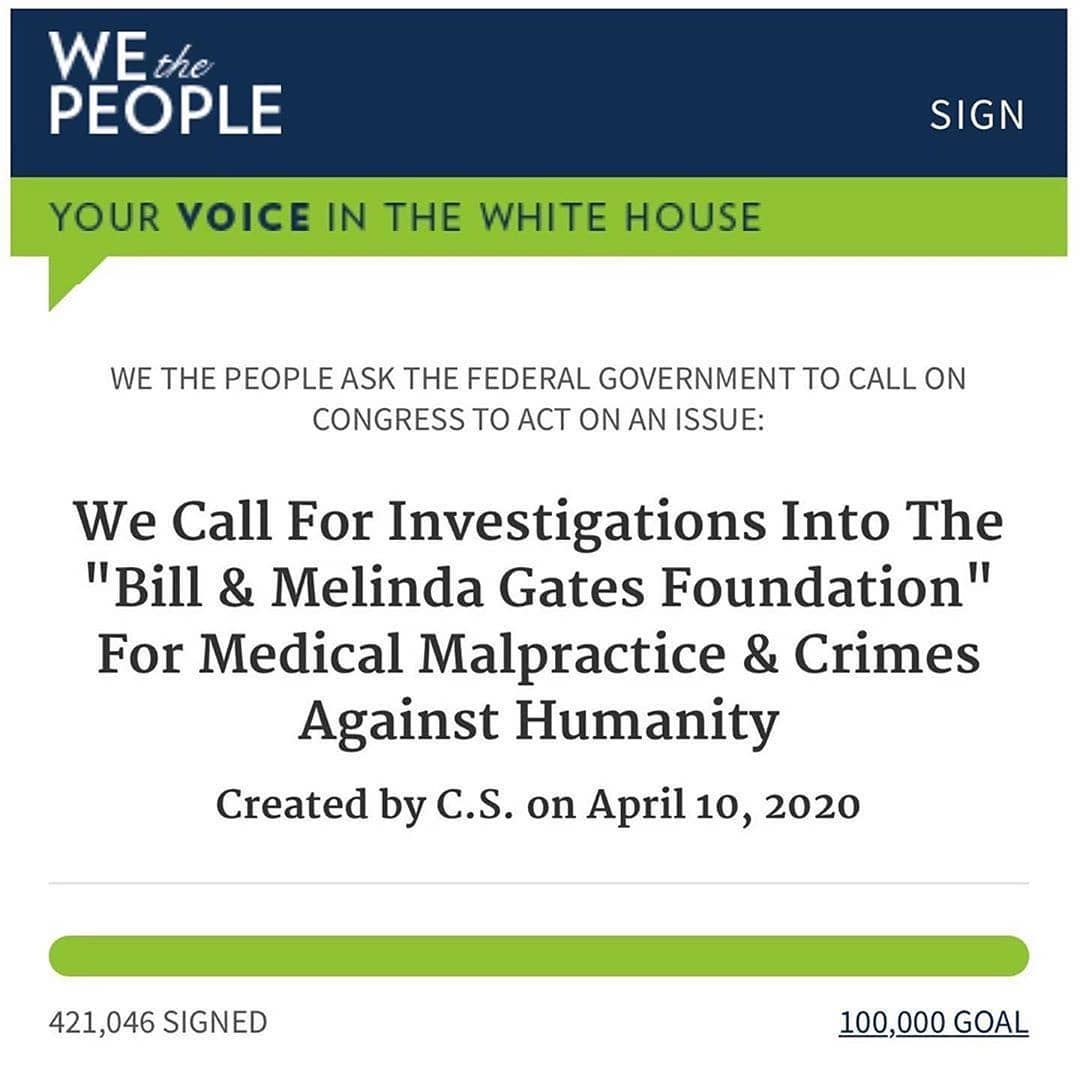 WE the
PEOPLE
SIGN
YOUR VOICE IN THE WHITE HOUSE
WE THE PEOPLE ASK THE FEDERAL GOVERNMENT TO CALL ON
CONGRESS TO ACT ON AN ISSUE:
We Call For Investigations Into The
"Bill & Melinda Gates Foundation"
For Medical Malpractice & Crimes
Against Humanity
Created by C.S. on April 10, 2020
421,046 SIGNED
100,000 GOAL